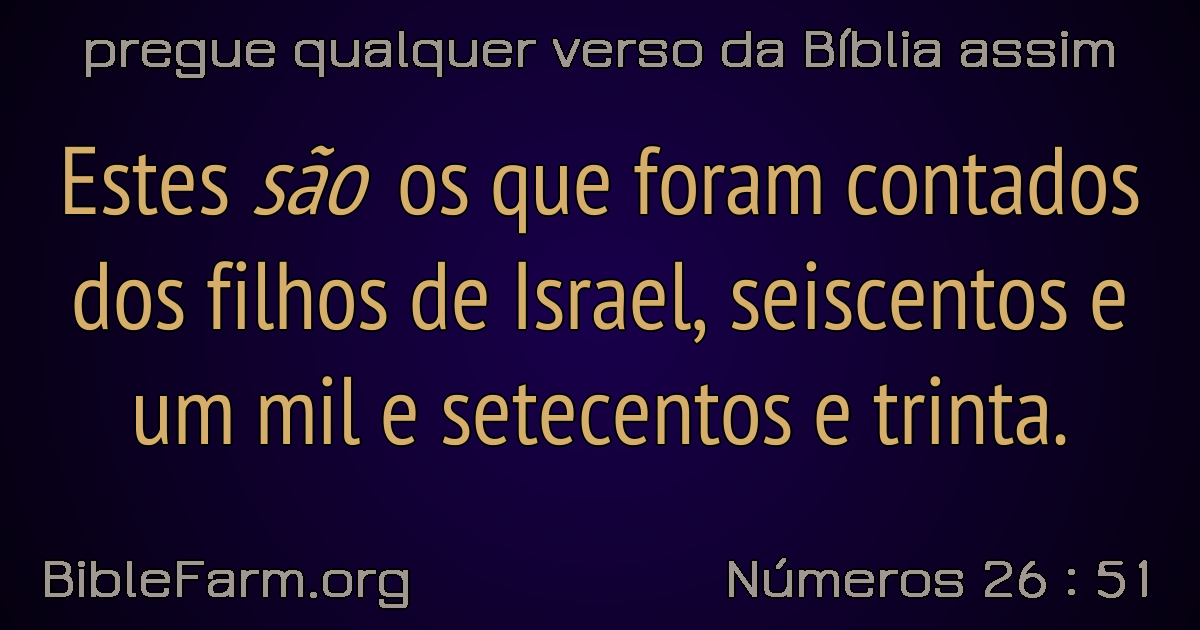 pregue qualquer verso da Bíblia assim
Estes são os que foram contados
dos filhos de Israel, seiscentos e
um mil e setecentos e trinta.
BibleFarm.org
Números 26 : 51